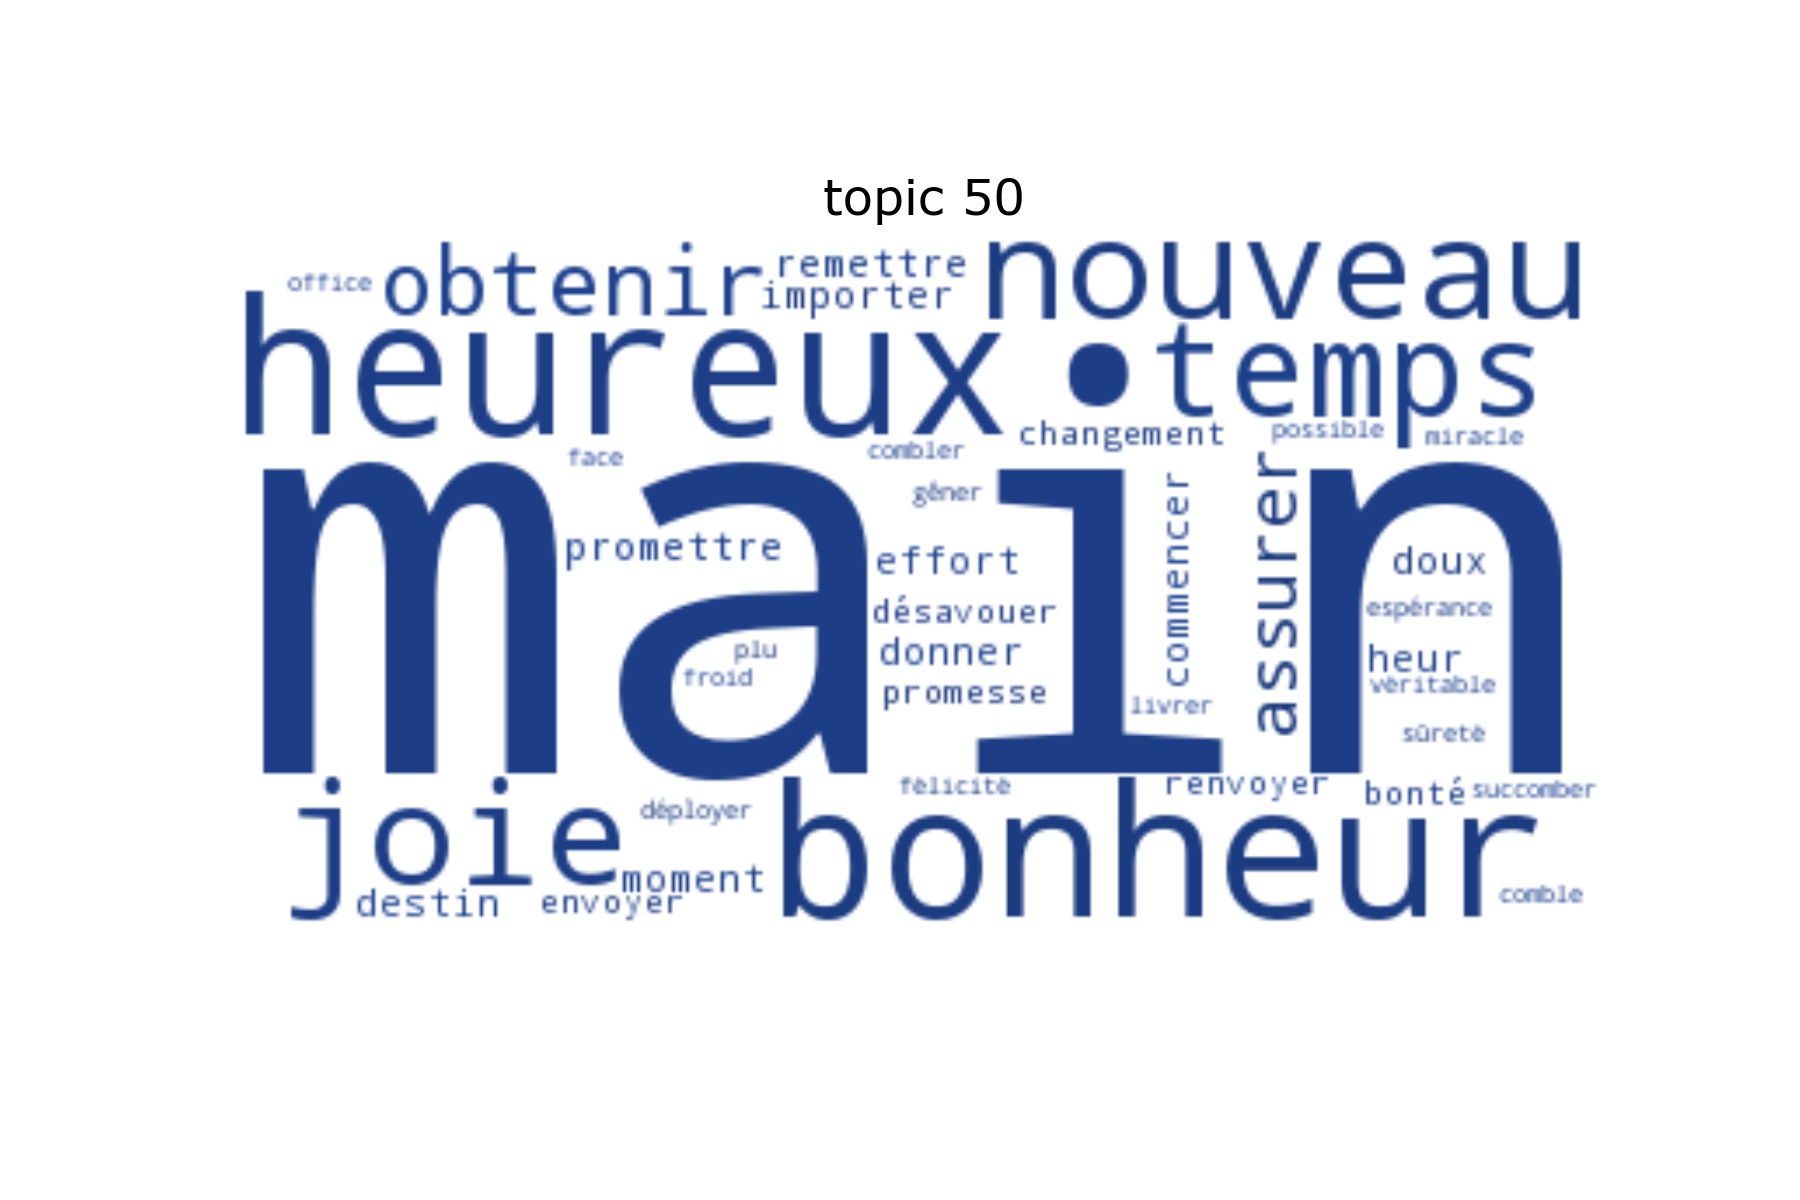 topic 50
office obtenir remettre nouveau
importer
heureux temps
changement possible miracle
face combler
main
gêner
promettre effort commencer assurer doux
désavouer espérance
plu donner heur
froid promesse véritable
livrer
sûreté
joie félicité renvoyer bonté succomber
déployer bonheur
moment comble
destin envoyer